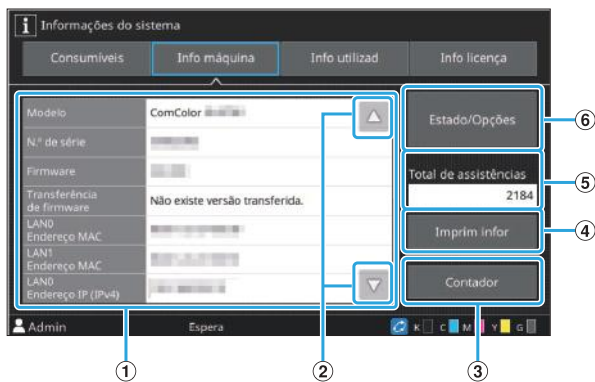 i Informações do sistema
Consumíveis Info máquina Info utilizad Info licença
Modelo ComColor
N.º de série
Firmware
Transferência
de firmware
Não existe versão transferida.
LAN0
Endereço MAC
LAN1
Endereço MAC
LAN0
Endereço IP (IPv4)
Estado/Opções
Total de assistências
2184
Imprim infor
Contador
Admin Espera K C M Y G
6
5
4
1 2 3